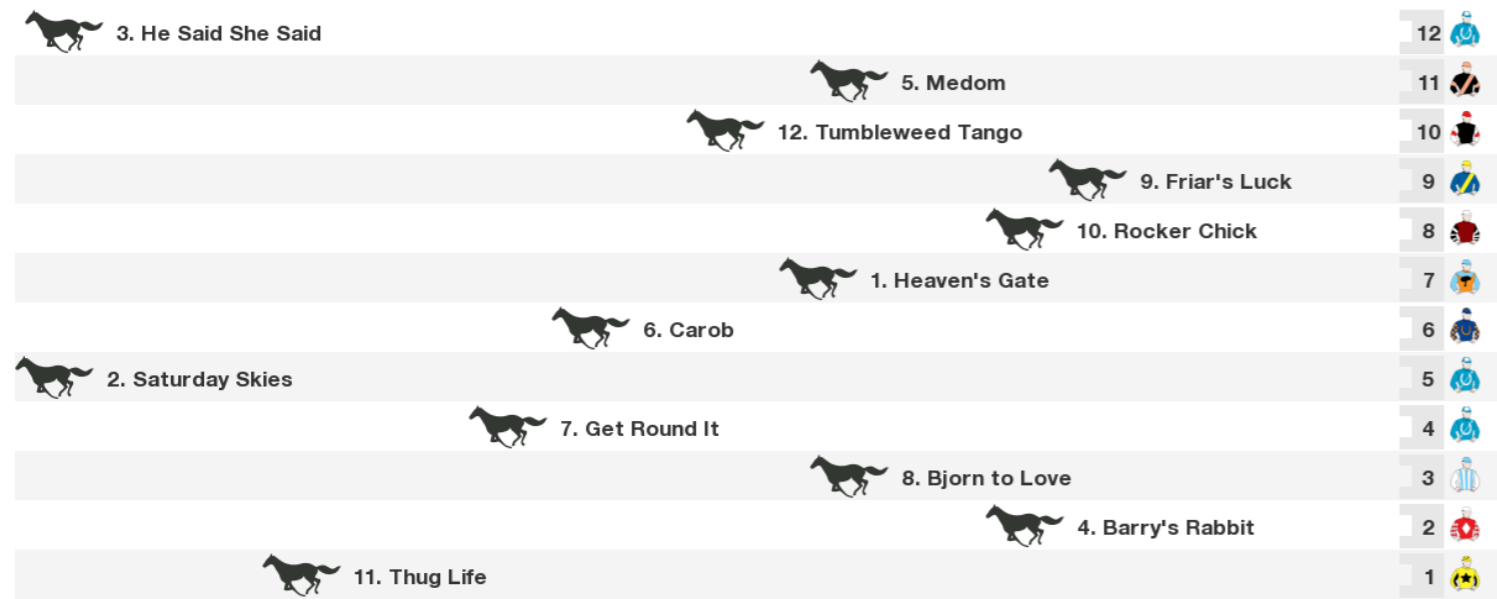 3. He Said She Said 12
5. Medom 11
12. Tumbleweed Tango 10
9. Friar's Luck 9
10. Rocker Chick 8
1. Heaven's Gate 7
6. Carob 6
2. Saturday Skies 5
7. Get Round It 4
8. Bjorn to Love 3
4. Barry's Rabbit 2
11. Thug Life 1